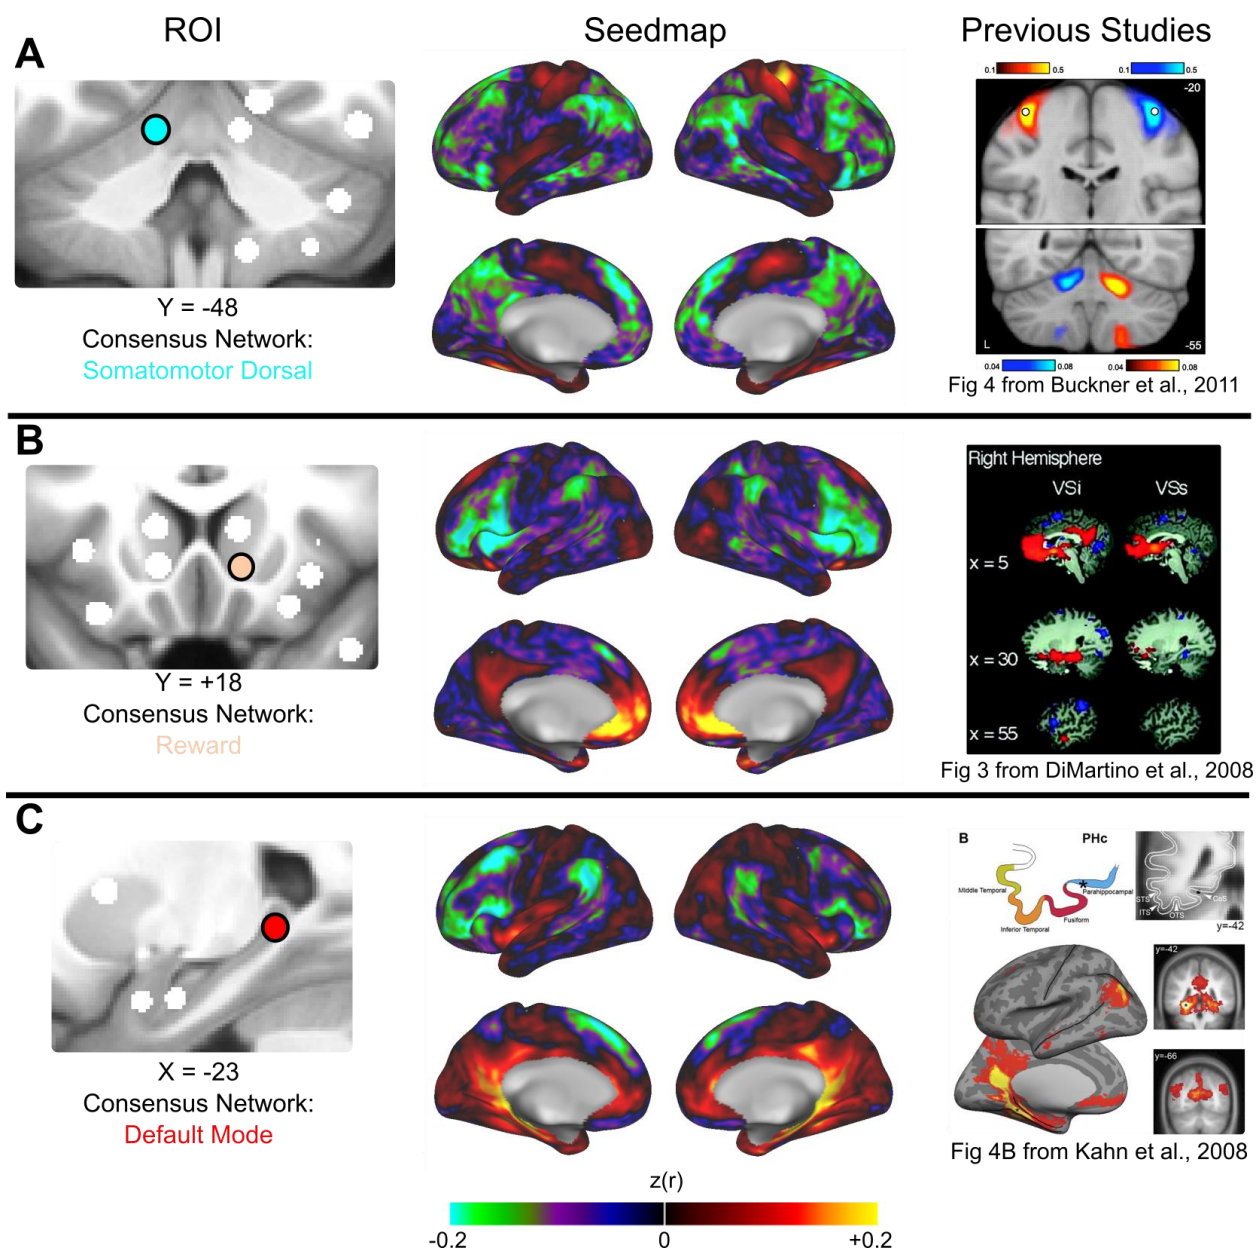 ROI
Seedmap
Previous Studies
A
Y = -48
Consensus Network:
Somatomotor Dorsal
0.1 0.5
0.1 0.5
-20
L
-55
0.04 0.08
0.04 0.08
Fig 4 from Buckner et al., 2011
B
Y = +18
Consensus Network:
Reward
Right Hemisphere
VSi VSs
x = 5
x = 30
x = 55
Fig 3 from DiMartino et al., 2008
C
X = -23
Consensus Network:
Default Mode
B
PHc
Middle Temporal
Inferior Temporal
Fusiform
*
Parahippocampal
STS
ITS
OTS
CoS
y=-42
y=-42
y=-66
Fig 4B from Kahn et al., 2008
z(r)
-0.2 0 +0.2